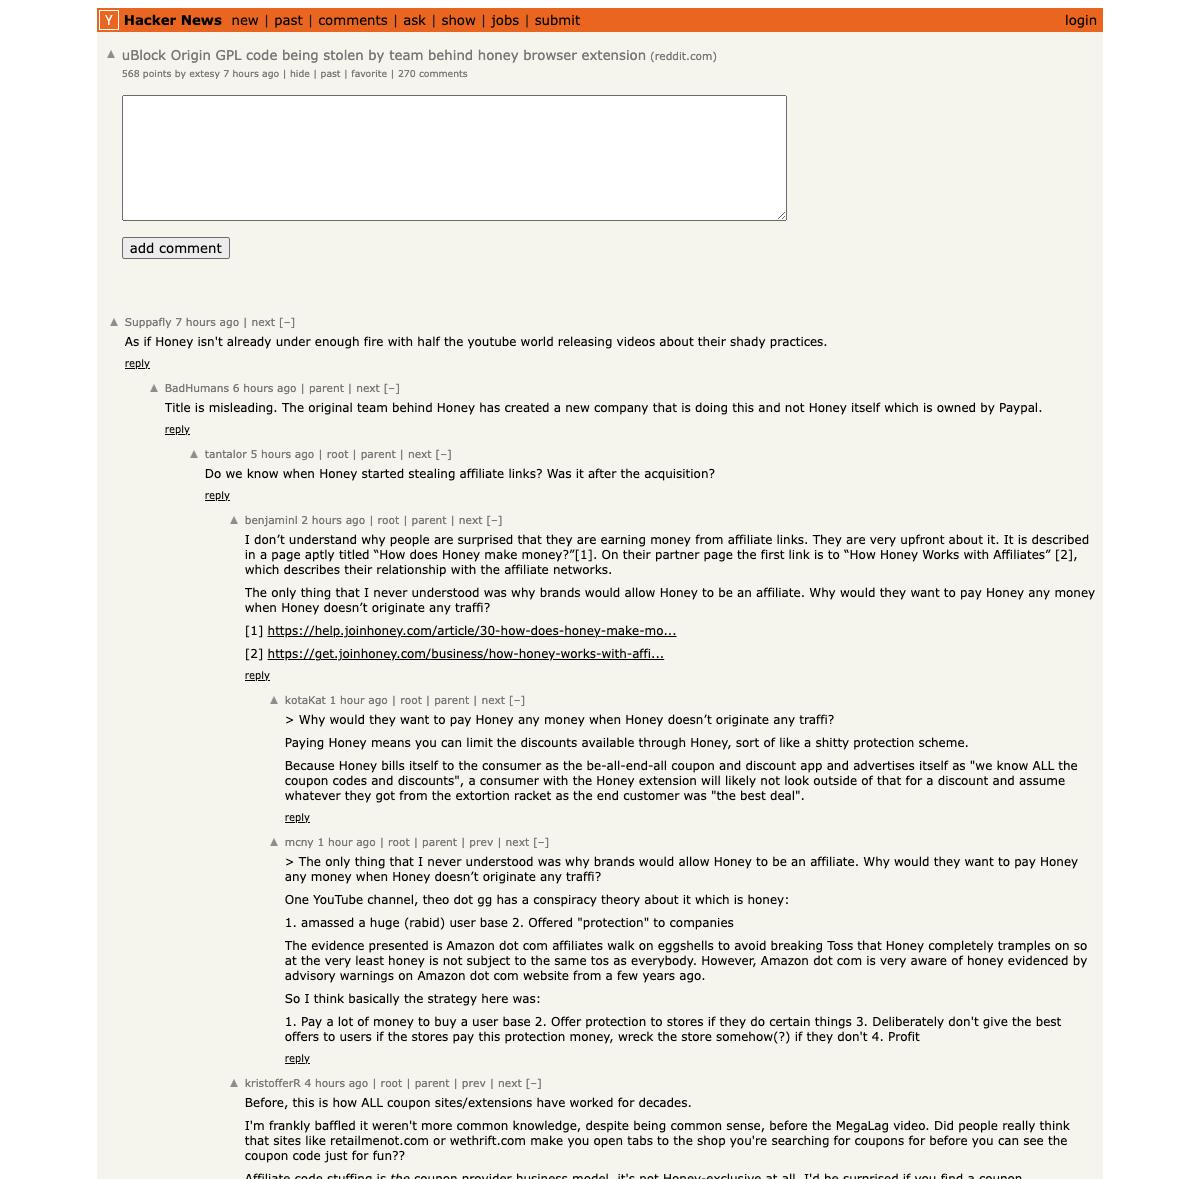 Y Hacker News new | past | comments | ask | show | jobs | submit login
▲ uBlock Origin GPL code being stolen by team behind honey browser extension (reddit.com)
568 points by extesy 7 hours ago | hide | past | favorite | 270 comments
add comment
▲ Suppafly 7 hours ago | next [–]
As if Honey isn't already under enough fire with half the youtube world releasing videos about their shady practices.
reply
▲ BadHumans 6 hours ago | parent | next [–]
Title is misleading. The original team behind Honey has created a new company that is doing this and not Honey itself which is owned by Paypal.
reply
▲ tantalor 5 hours ago | root | parent | next [–]
Do we know when Honey started stealing affiliate links? Was it after the acquisition?
reply
▲ benjaminl 2 hours ago | root | parent | next [–]
I don’t understand why people are surprised that they are earning money from affiliate links. They are very upfront about it. It is described
in a page aptly titled “How does Honey make money?”[1]. On their partner page the first link is to “How Honey Works with Affiliates” [2],
which describes their relationship with the affiliate networks.
The only thing that I never understood was why brands would allow Honey to be an affiliate. Why would they want to pay Honey any money
when Honey doesn’t originate any traffi?
[1] https://help.joinhoney.com/article/30-how-does-honey-make-mo...
[2] https://get.joinhoney.com/business/how-honey-works-with-affi...
reply
▲ kotaKat 1 hour ago | root | parent | next [–]
> Why would they want to pay Honey any money when Honey doesn’t originate any traffi?
Paying Honey means you can limit the discounts available through Honey, sort of like a shitty protection scheme.
Because Honey bills itself to the consumer as the be-all-end-all coupon and discount app and advertises itself as "we know ALL the
coupon codes and discounts", a consumer with the Honey extension will likely not look outside of that for a discount and assume
whatever they got from the extortion racket as the end customer was "the best deal".
reply
▲ mcny 1 hour ago | root | parent | prev | next [–]
> The only thing that I never understood was why brands would allow Honey to be an affiliate. Why would they want to pay Honey
any money when Honey doesn’t originate any traffi?
One YouTube channel, theo dot gg has a conspiracy theory about it which is honey:
1. amassed a huge (rabid) user base 2. Offered "protection" to companies
The evidence presented is Amazon dot com affiliates walk on eggshells to avoid breaking Toss that Honey completely tramples on so
at the very least honey is not subject to the same tos as everybody. However, Amazon dot com is very aware of honey evidenced by
advisory warnings on Amazon dot com website from a few years ago.
So I think basically the strategy here was:
1. Pay a lot of money to buy a user base 2. Offer protection to stores if they do certain things 3. Deliberately don't give the best
offers to users if the stores pay this protection money, wreck the store somehow(?) if they don't 4. Profit
reply
▲ kristofferR 4 hours ago | root | parent | prev | next [–]
Before, this is how ALL coupon sites/extensions have worked for decades.
I'm frankly baffled it weren't more common knowledge, despite being common sense, before the MegaLag video. Did people really think
that sites like retailmenot.com or wethrift.com make you open tabs to the shop you're searching for coupons for before you can see the
coupon code just for fun??
Affiliate code stuffing is the coupon provider business model, it's not Honey-exclusive at all. I'd be surprised if you find a coupon